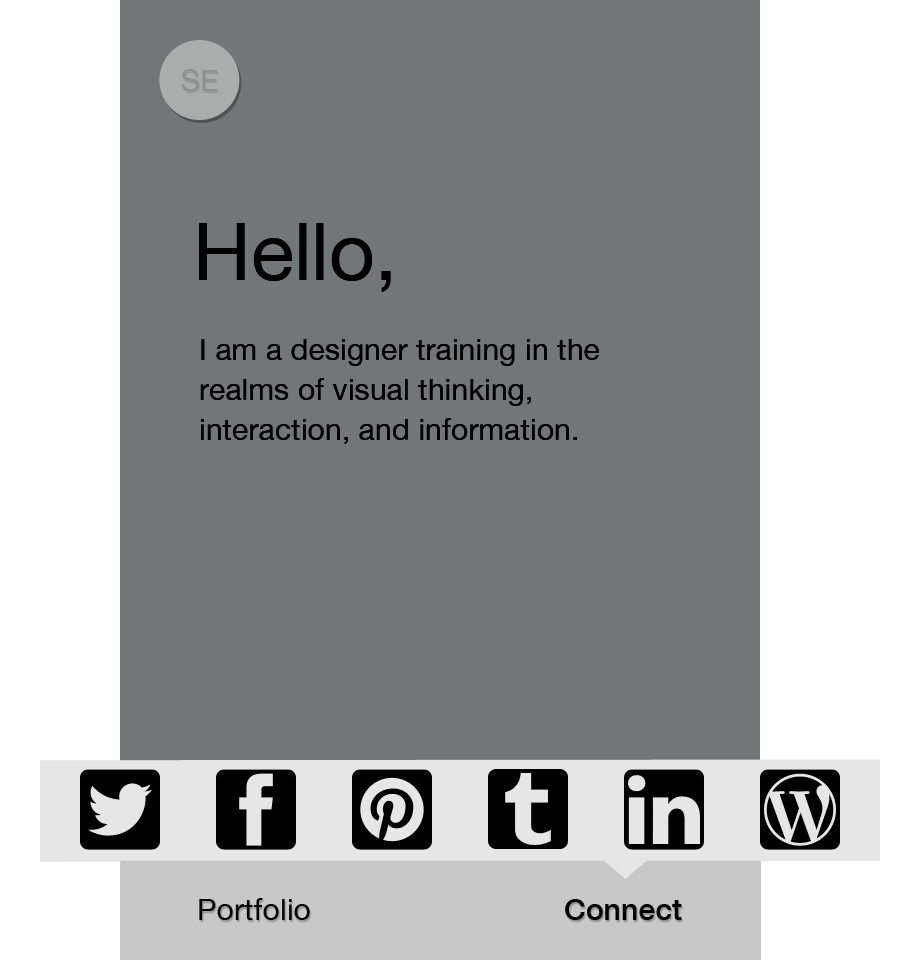 SE
Hello,
I am a designer training in the
realms of visual thinking,
interaction, and information.
Portfolio
Connect